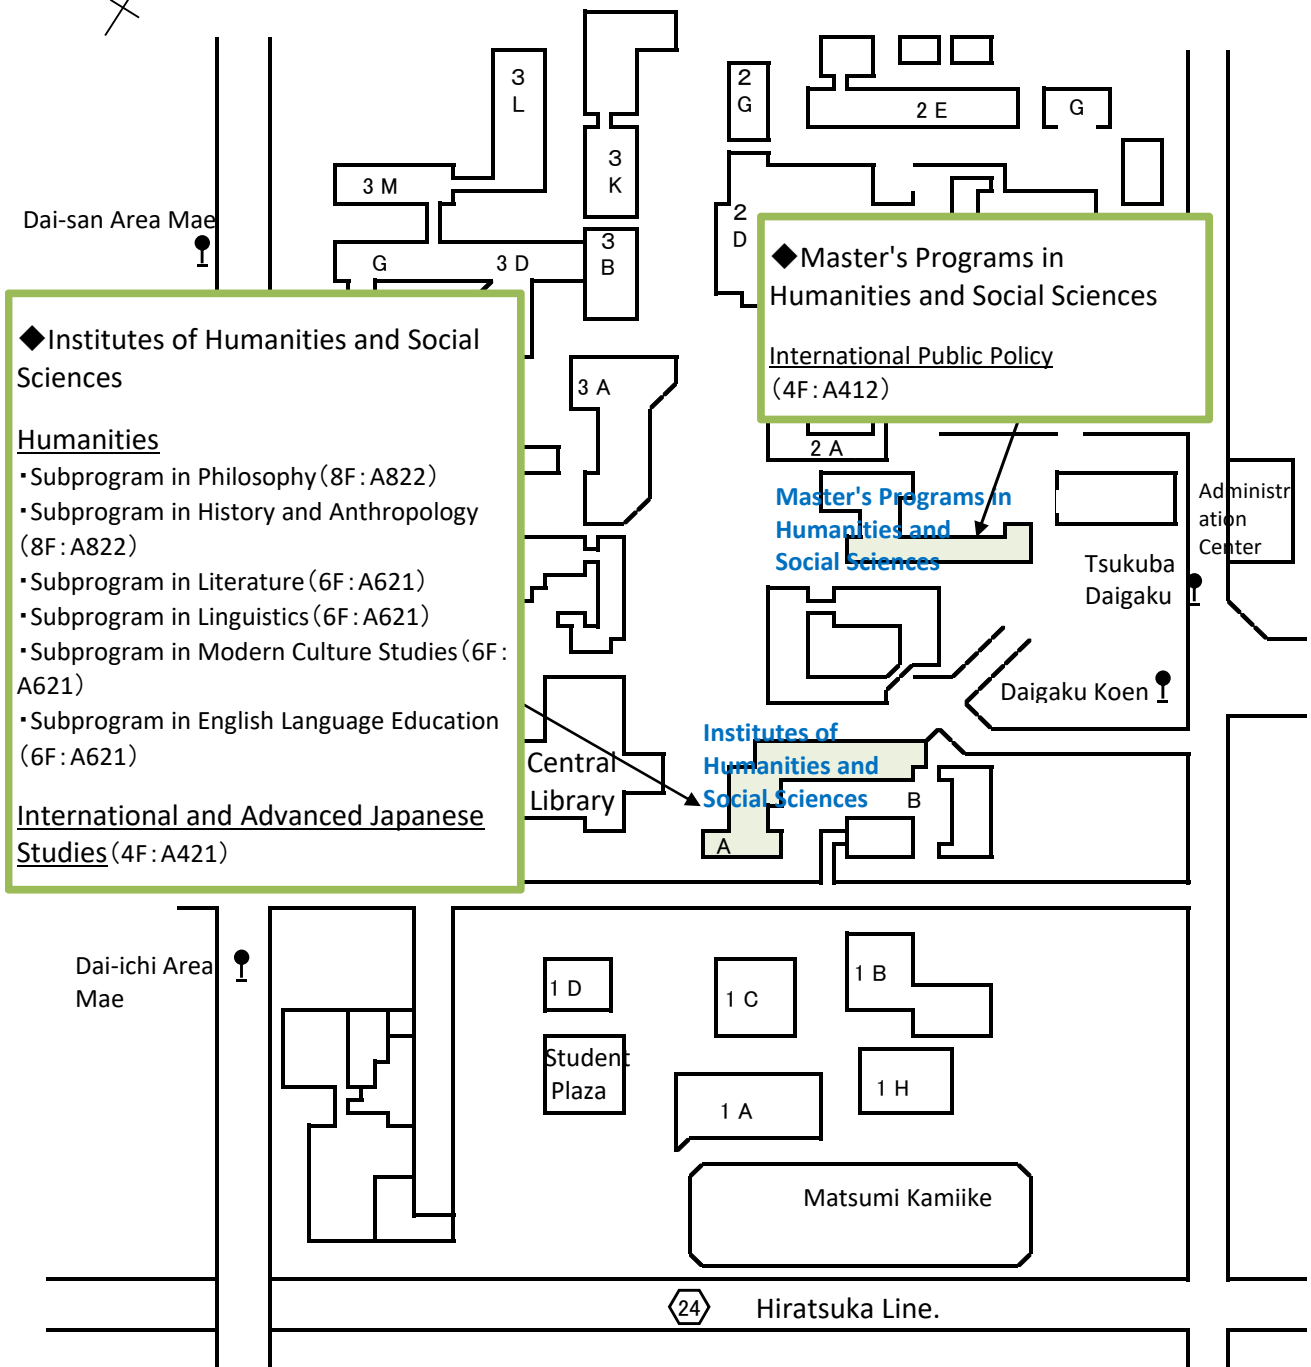 3
L
2
G
2 E
G
3
K
3 M
Dai-san Area Mae
2
D
3
B
G
3 D
◆Master's Programs in
Humanities and Social Sciences
International Public Policy
(4F:A412)
◆Institutes of Humanities and Social
Sciences
Humanities
・Subprogram in Philosophy(8F:A822)
・Subprogram in History and Anthropology
(8F:A822)
・Subprogram in Literature(6F:A621)
・Subprogram in Linguistics(6F:A621)
・Subprogram in Modern Culture Studies(6F:
A621)
・Subprogram in English Language Education
(6F:A621)
International and Advanced Japanese
Studies(4F:A421)
3 A
2 A
Master's Programs in
Humanities and
Social Sciences
Administr
ation
Center
Tsukuba
Daigaku
Daigaku Koen
Institutes of
Humanities and
Social Sciences
Central
Library
B
A
Dai-ichi Area
Mae
1 D
1 C
1 B
Student
Plaza
1 A
1 H
Matsumi Kamiike
24
Hiratsuka Line.